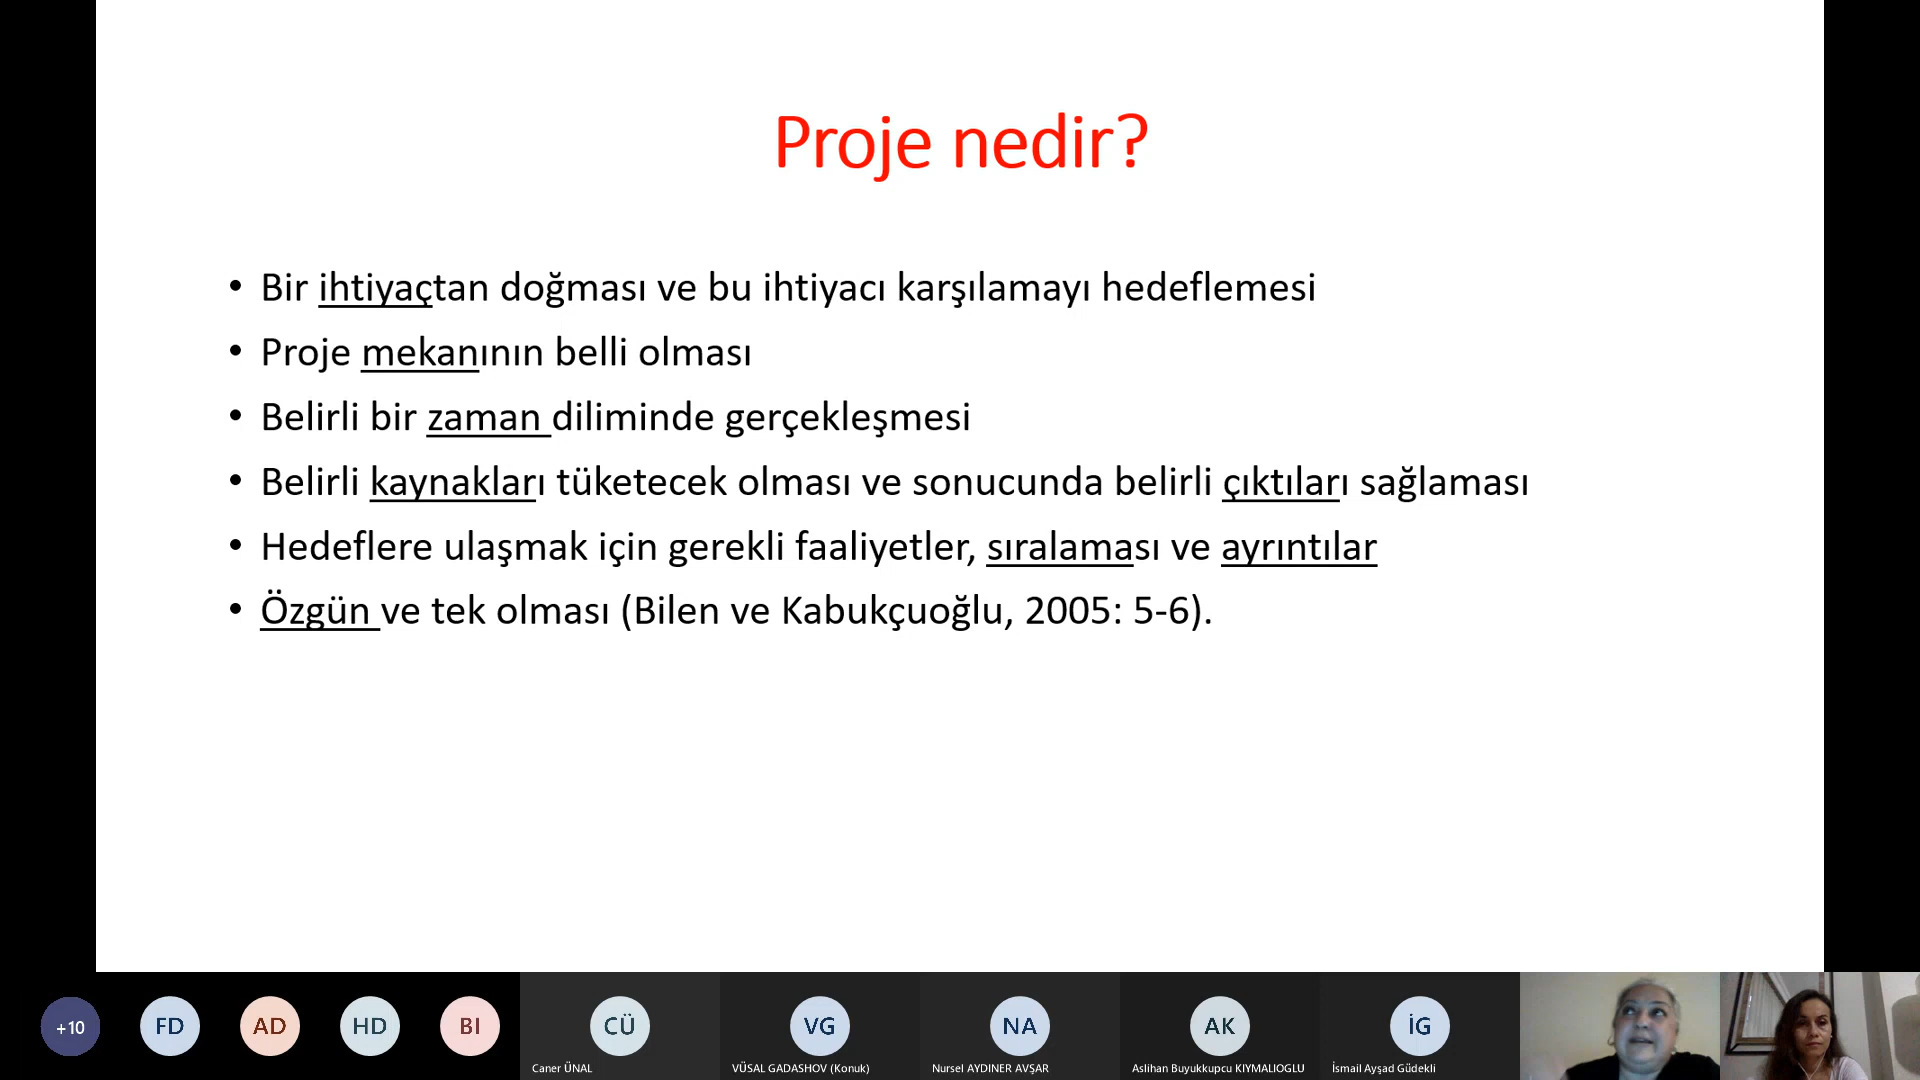 Proje nedir?
• Bir ihtiyaçtan doğması ve bu ihtiyacı karşılamayı hedeflemesi
• Proje mekanının belli olması
• Belirli bir zaman diliminde gerçekleşmesi
• Belirli kaynakları tüketecek olması ve sonucunda belirli çıktıları sağlaması
• Hedeflere ulaşmak için gerekli faaliyetler, sıralaması ve ayrıntılar
• Özgün ve tek olması (Bilen ve Kabukçuoğlu, 2005: 5-6).
+10 FD AD HD BI CÜ VG NA AK İG
Caner ÜNAL VÜSAL GADASHOV (Konuk) Nursel AYDINER AVŞAR Aslihan Buyukkupcu KIYMALIOGLU İsmail Ayşad Güdekli